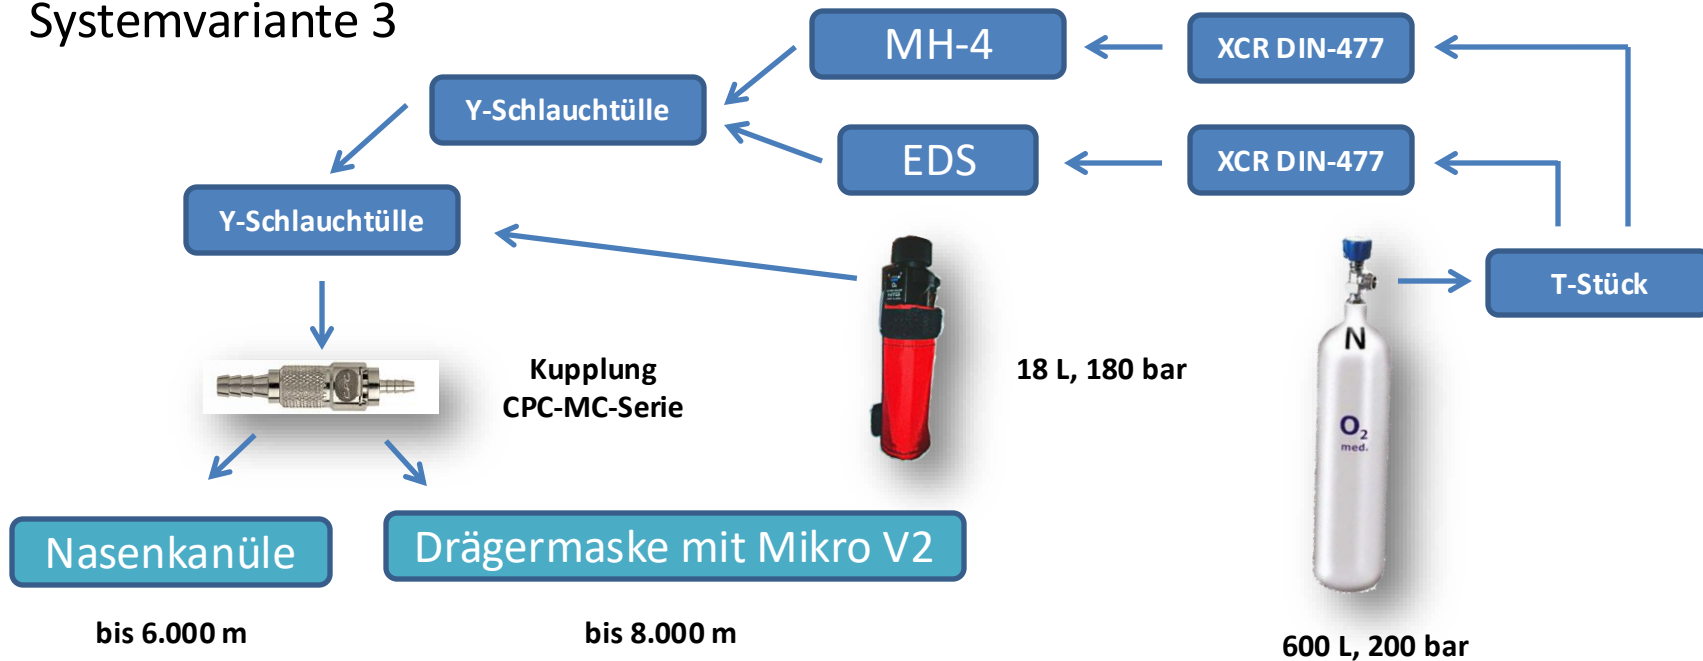 Systemvariante 3
MH-4
XCR DIN-477
Y-Schlauchtülle
EDS
XCR DIN-477
Y-Schlauchtülle
T-Stück
N
Kupplung
CPC-MC-Serie
18 L, 180 bar
O₂
med.
Nasenkanüle
Drägermaske mit Mikro V2
bis 6.000 m
bis 8.000 m
600 L, 200 bar